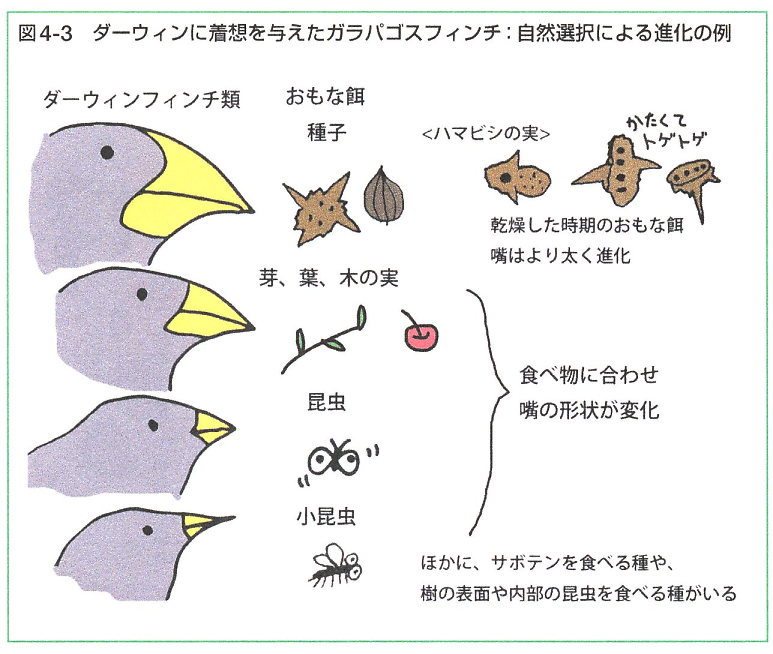 図4-3 ダーウィンに着想を与えたガラパゴスフィンチ：自然選択による進化の例
ダーウィンフィンチ類
おもな餌
種子
<ハマビシの実>
かたくて
トゲトゲ
乾燥した時期のおもな餌
嘴はより太く進化
芽、葉、木の実
食べ物に合わせ
嘴の形状が変化
昆虫
小昆虫
ほかに、サボテンを食べる種や、
樹の表面や内部の昆虫を食べる種がいる